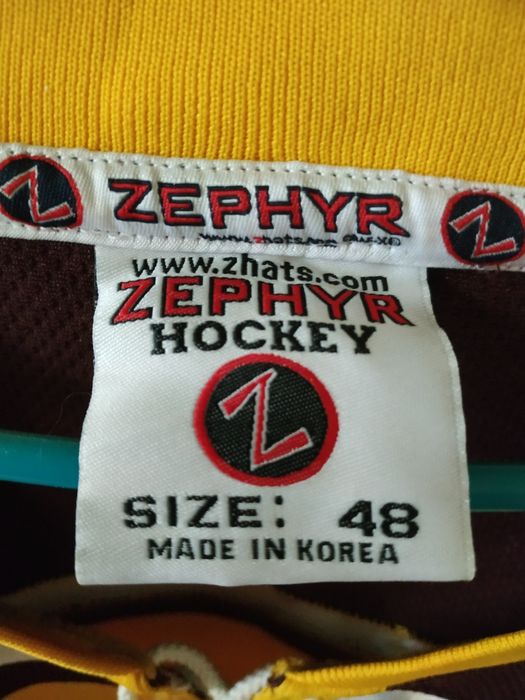 Z ZEPHYR Z
www.zhats.com
ZEPHYR
HOCKEY
Z
SIZE: 48
MADE IN KOREA